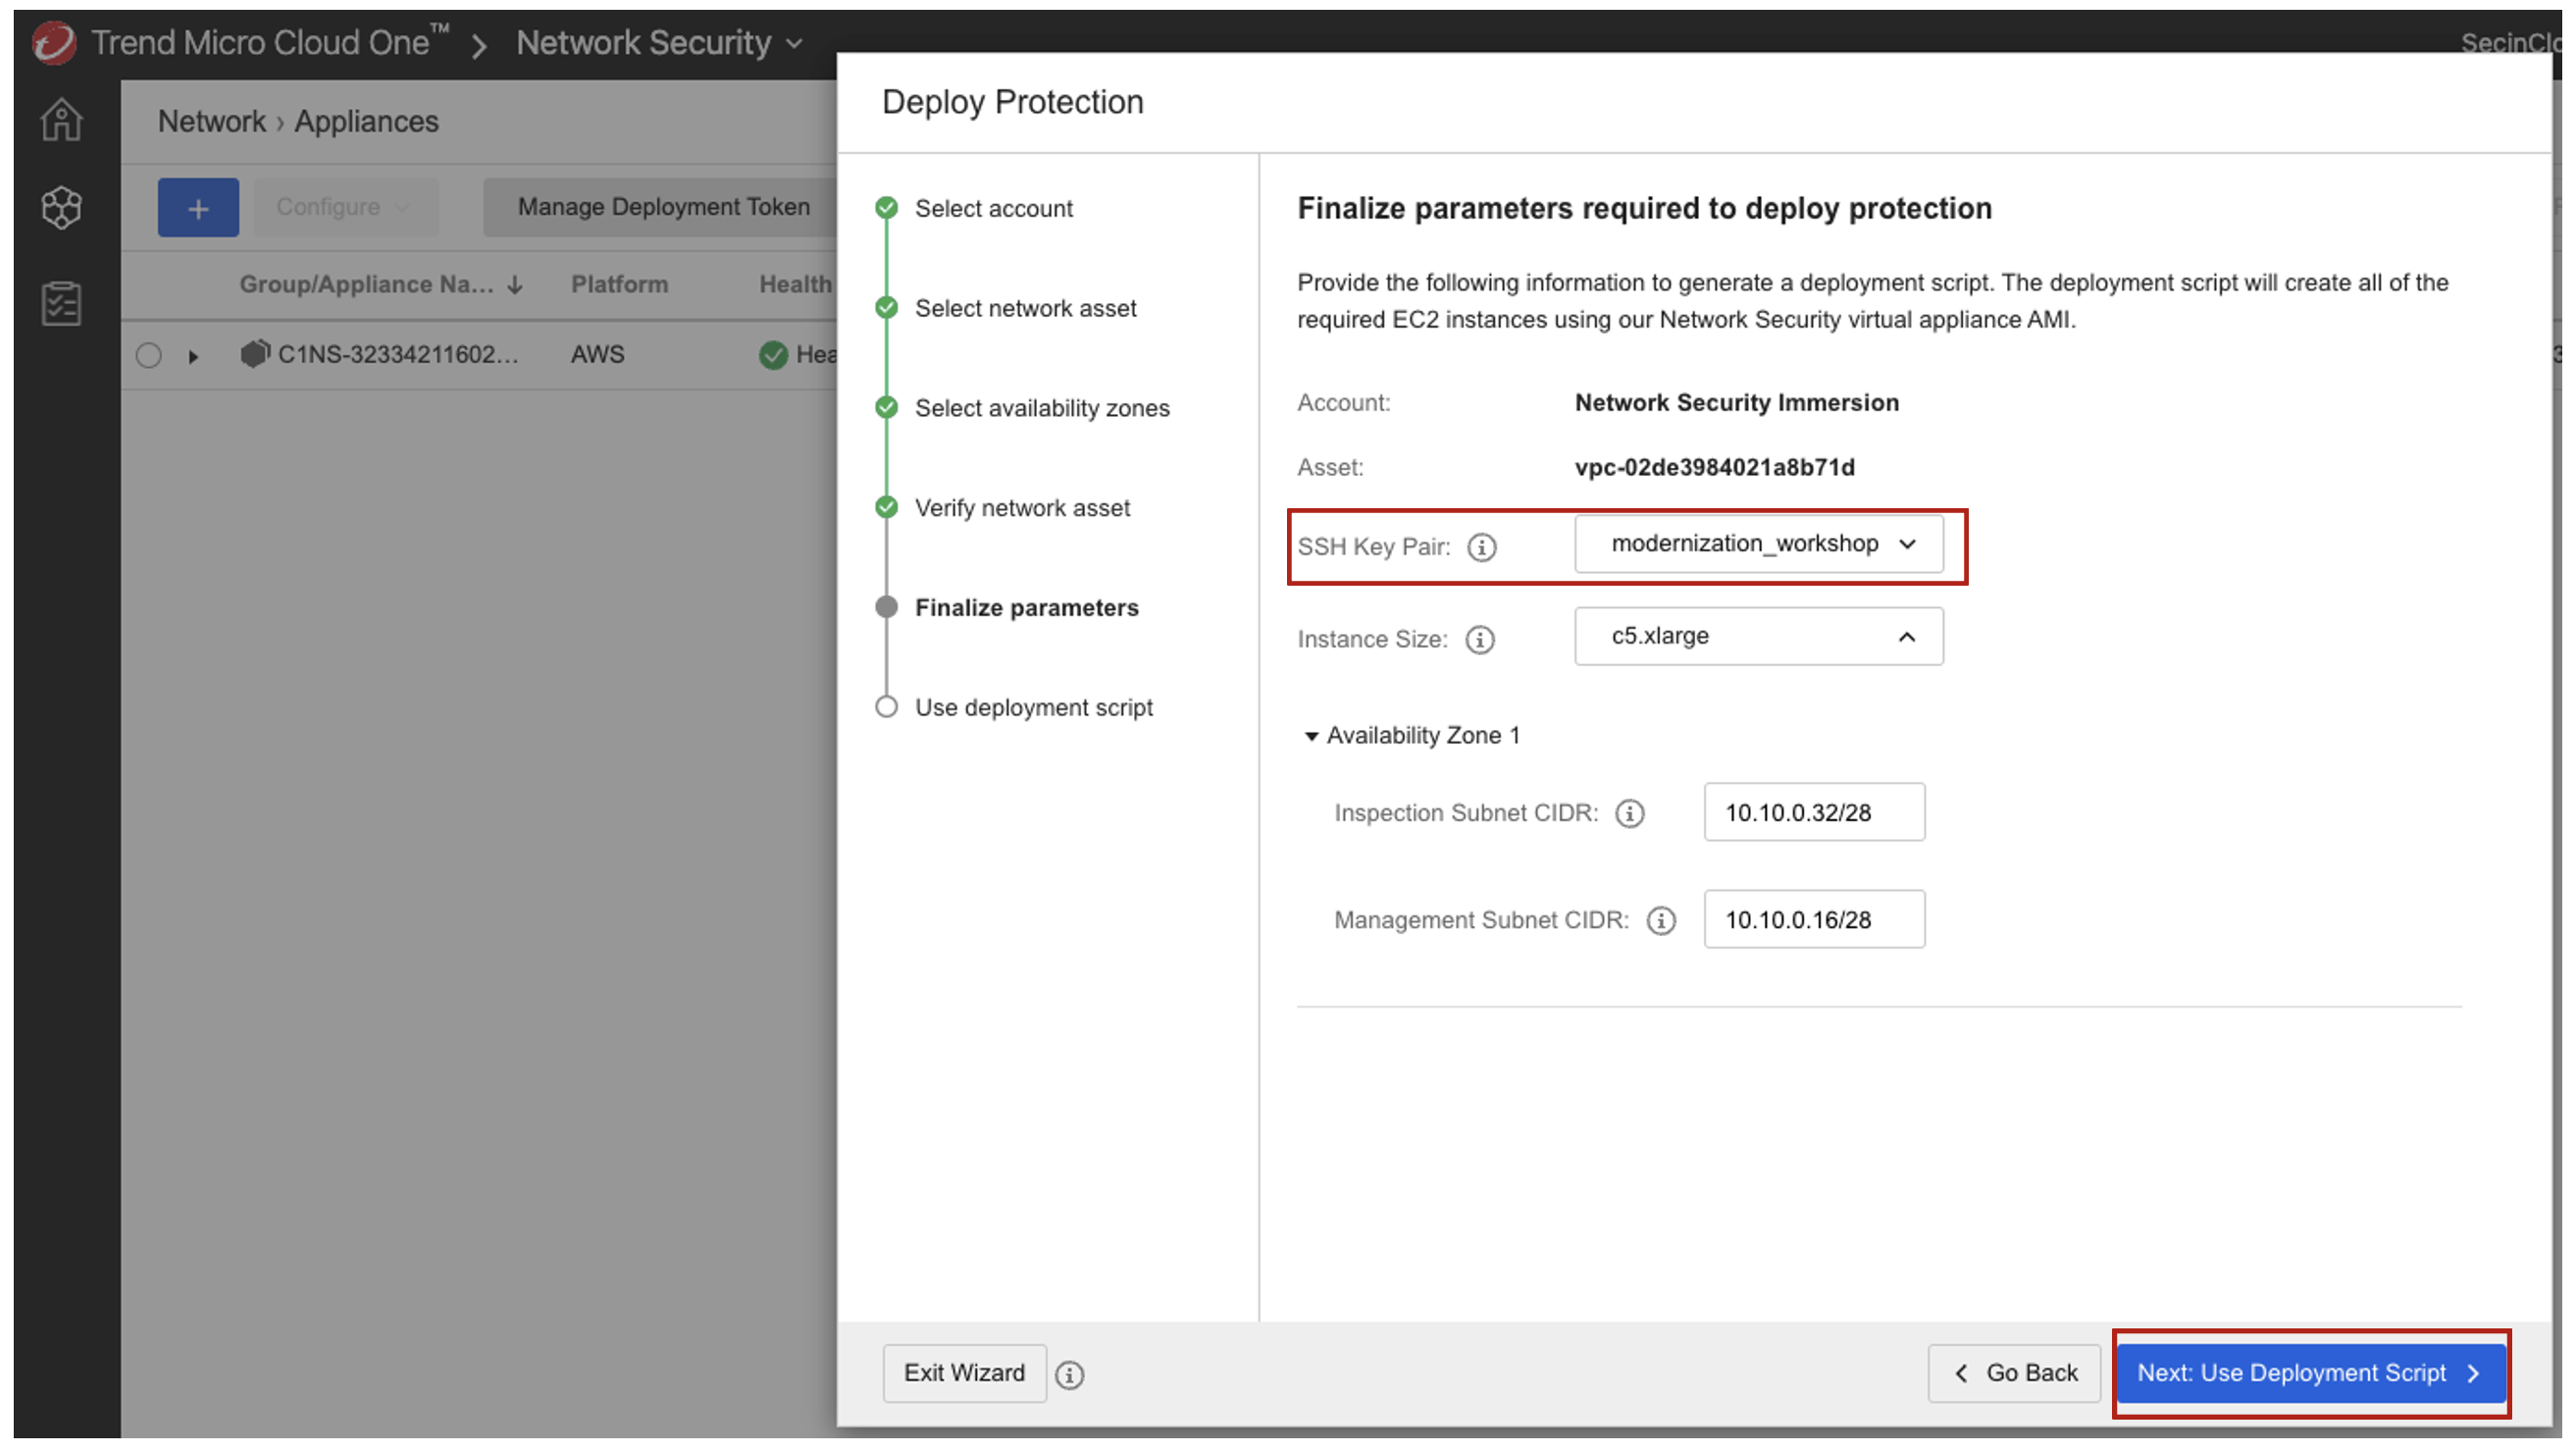 Trend Micro Cloud One™ > Network Security
Network > Appliances
+ Configure Manage Deployment Token
Group/Appliance Na... ↓ Platform Health
C1NS-32334211602... AWS
Deploy Protection
Select account
Select network asset
Select availability zones
Verify network asset
Finalize parameters
Use deployment script
Finalize parameters required to deploy protection
Provide the following information to generate a deployment script. The deployment script will create all of the
required EC2 instances using our Network Security virtual appliance AMI.
Account: Network Security Immersion
Asset: vpc-02de3984021a8b71d
SSH Key Pair: modernization_workshop
Instance Size: c5.xlarge
Availability Zone 1
Inspection Subnet CIDR: 10.10.0.32/28
Management Subnet CIDR: 10.10.0.16/28
Exit Wizard
Go Back
Next: Use Deployment Script